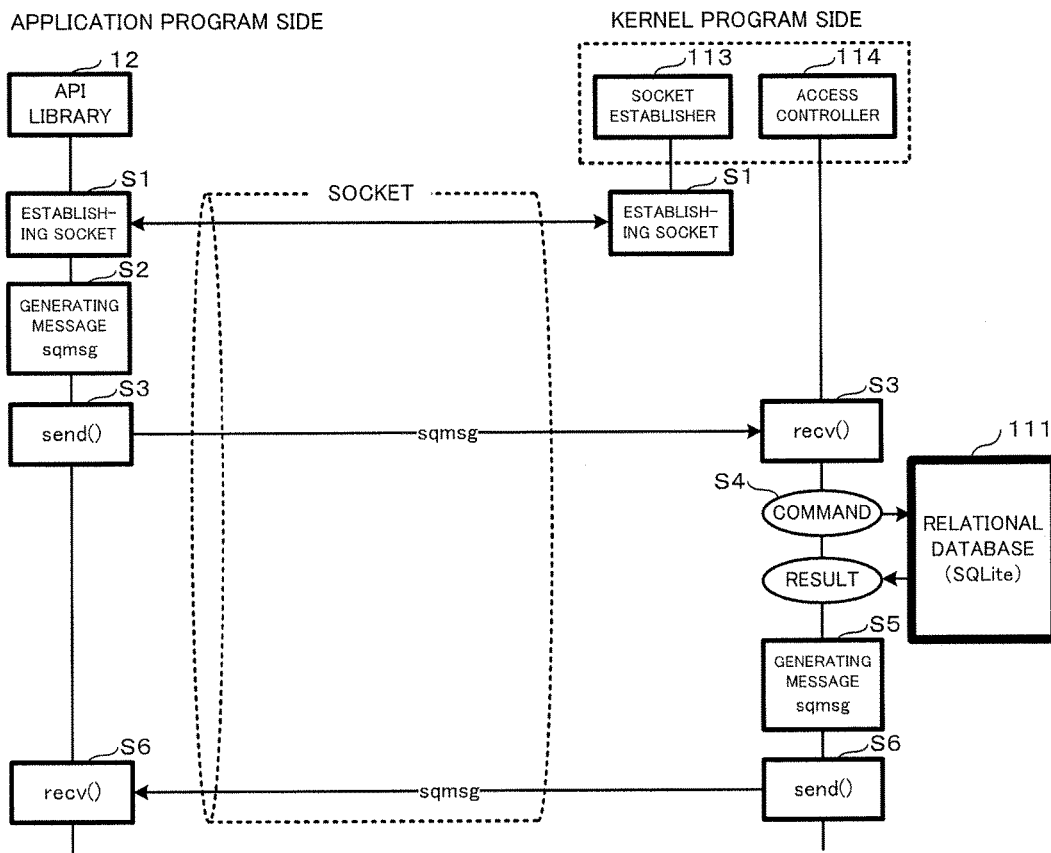 APPLICATION PROGRAM SIDE
KERNEL PROGRAM SIDE
12
API
LIBRARY
113
SOCKET
ESTABLISHER
114
ACCESS
CONTROLLER
S1
ESTABLISH-
ING SOCKET
SOCKET
S1
ESTABLISH-
ING SOCKET
S2
GENERATING
MESSAGE
sqmsg
S3
send()
sqmsg
S3
recv()
S4
COMMAND
111
RELATIONAL
DATABASE
(SQLite)
RESULT
S5
GENERATING
MESSAGE
sqmsg
S6
recv()
sqmsg
S6
send()